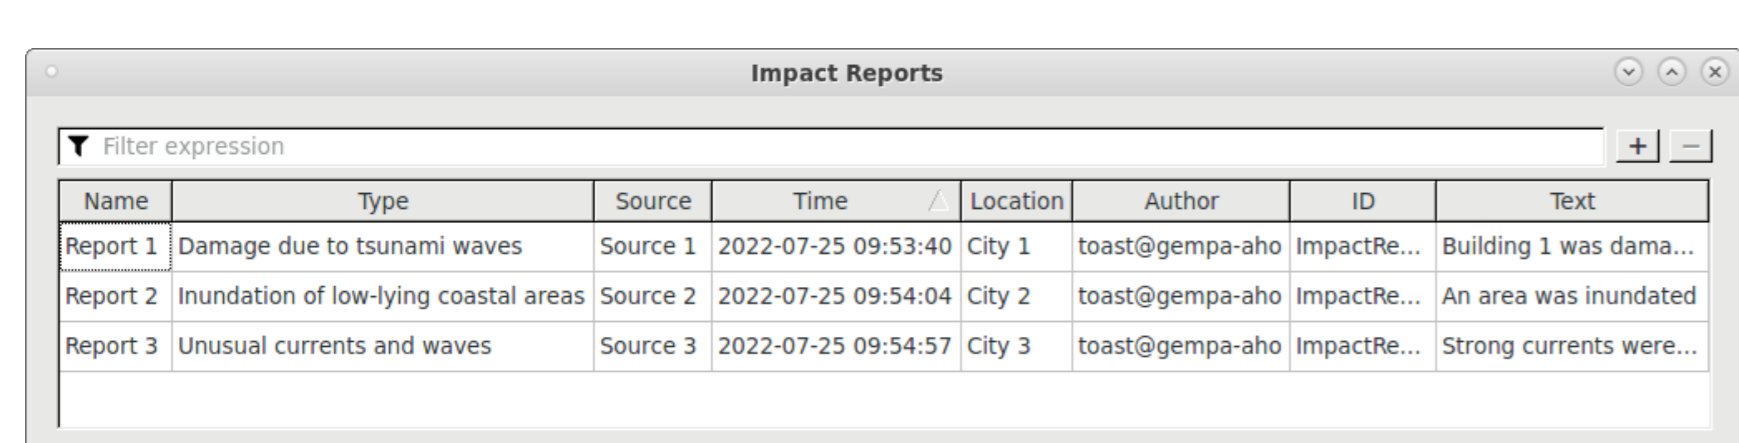 Impact Reports
Filter expression
Name Type Source Time Location Author ID Text
Report 1 Damage due to tsunami waves Source 1 2022-07-25 09:53:40 City 1 toast@gempa-aho ImpactRe... Building 1 was dama...
Report 2 Inundation of low-lying coastal areas Source 2 2022-07-25 09:54:04 City 2 toast@gempa-aho ImpactRe... An area was inundated
Report 3 Unusual currents and waves Source 3 2022-07-25 09:54:57 City 3 toast@gempa-aho ImpactRe... Strong currents were...